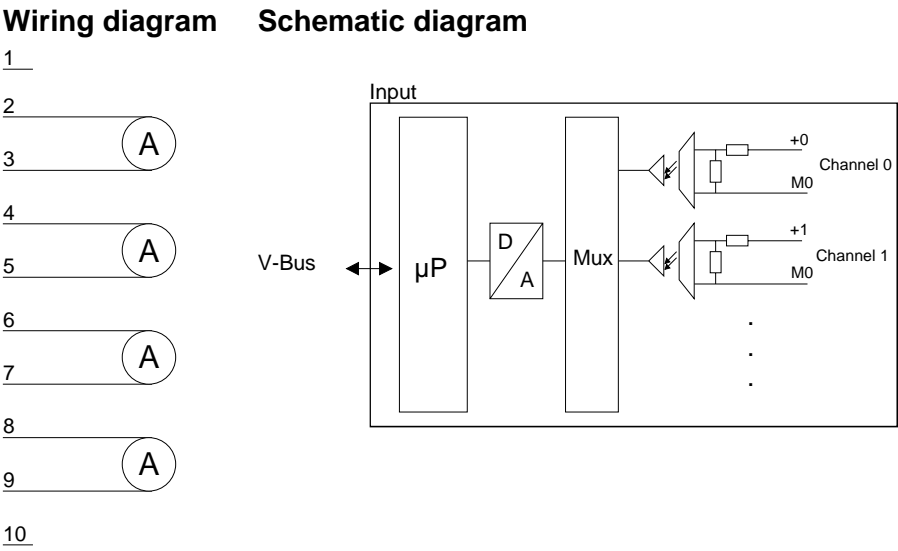 Wiring diagram
1
2
A
3
4
A
5
6
A
7
8
A
9
10
Schematic diagram
Input
V-Bus
µP
D
A
Mux
+0
Channel 0
M0
+1
Channel 1
M0